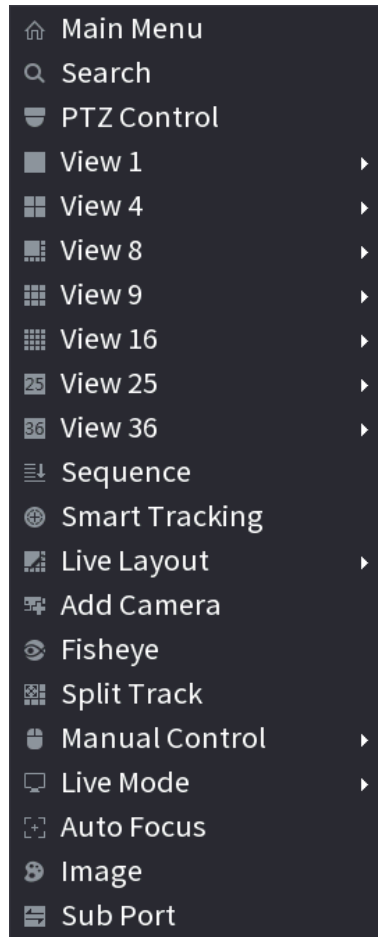 Main Menu
Search
PTZ Control
View 1
View 4
View 8
View 9
View 16
25 View 25
36 View 36
Sequence
Smart Tracking
Live Layout
Add Camera
Fisheye
Split Track
Manual Control
Live Mode
Auto Focus
Image
Sub Port